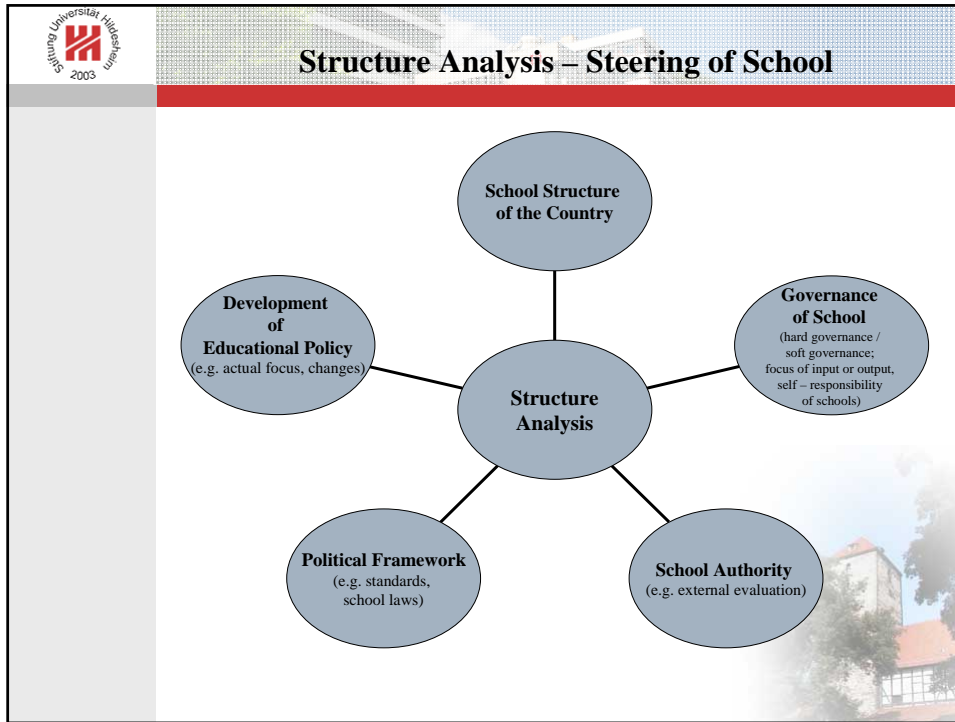 Stiftung Universität Hildesheim
2003
Structure Analysis – Steering of School
School Structure
of the Country
Development
of
Educational Policy
(e.g. actual focus, changes)
Governance
of School
(hard governance /
soft governance;
focus of input or output,
self – responsibility
of schools)
Structure
Analysis
Political Framework
(e.g. standards,
school laws)
School Authority
(e.g. external evaluation)